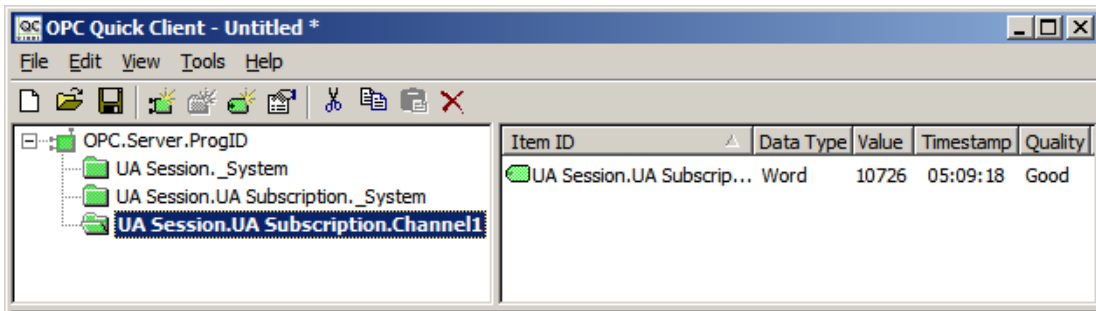 OPC Quick Client - Untitled *
File Edit View Tools Help
OPC.Server.ProgID
UA Session._System
UA Session.UA Subscription._System
UA Session.UA Subscription.Channel1
Item ID Data Type Value Timestamp Quality
UA Session.UA Subscrip... Word 10726 05:09:18 Good